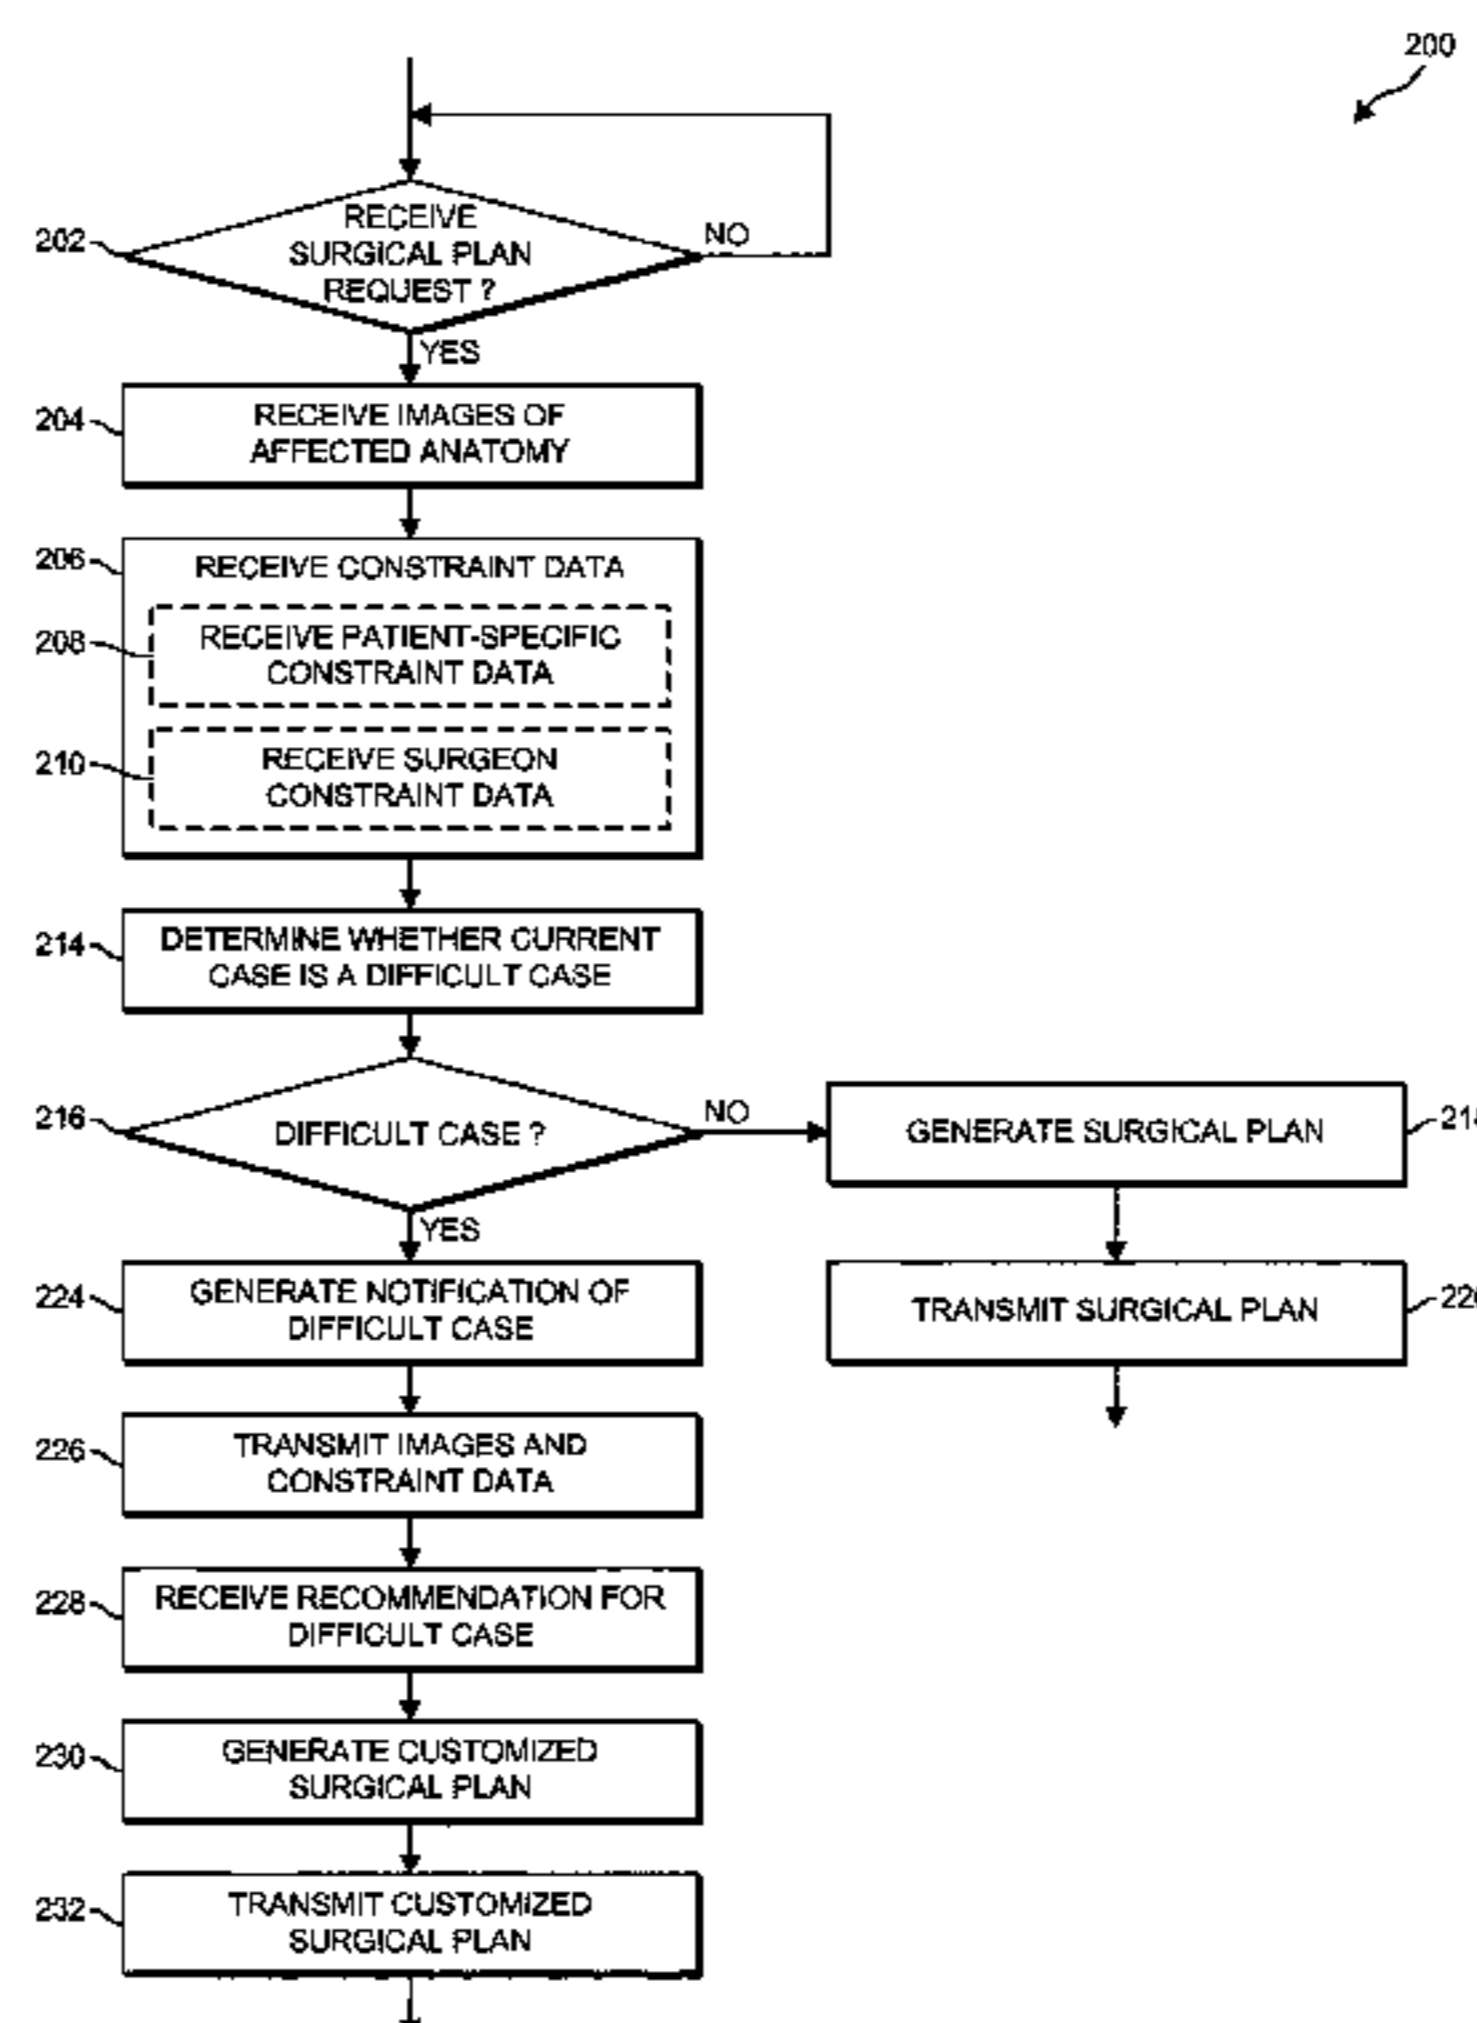 200
202
RECEIVE
SURGICAL PLAN
REQUEST ?
NO
YES
204
RECEIVE IMAGES OF
AFFECTED ANATOMY
206
RECEIVE CONSTRAINT DATA
208
RECEIVE PATIENT-SPECIFIC
CONSTRAINT DATA
210
RECEIVE SURGEON
CONSTRAINT DATA
214
DETERMINE WHETHER CURRENT
CASE IS A DIFFICULT CASE
216
DIFFICULT CASE ?
NO
GENERATE SURGICAL PLAN
YES
224
GENERATE NOTIFICATION OF
DIFFICULT CASE
TRANSMIT SURGICAL PLAN
226
TRANSMIT IMAGES AND
CONSTRAINT DATA
228
RECEIVE RECOMMENDATION FOR
DIFFICULT CASE
230
GENERATE CUSTOMIZED
SURGICAL PLAN
232
TRANSMIT CUSTOMIZED
SURGICAL PLAN